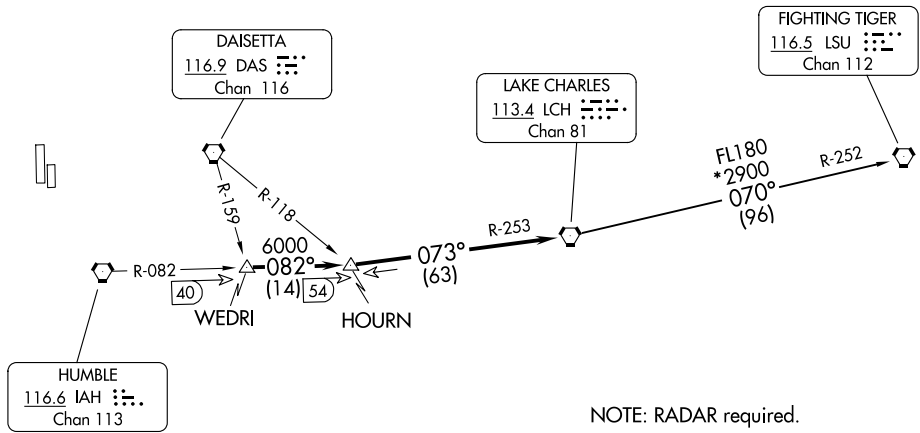 FIGHTING TIGER
116.5 LSU
Chan 112
DAISETTA
116.9 DAS
Chan 116
LAKE CHARLES
113.4 LCH
Chan 81
FL180
*2900
070°
(96)
R-252
R-159
R-118
R-253
073°
(63)
R-082
6000
082°
(14)
40
54
WEDRI
HOURN
HUMBLE
116.6 IAH
Chan 113
NOTE: RADAR required.